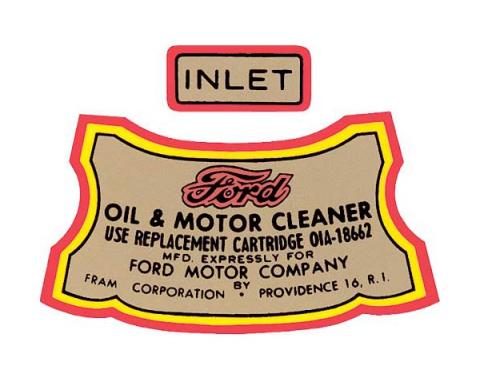 INLET
Ford
OIL & MOTOR CLEANER
USE REPLACEMENT CARTRIDGE 01A-18662
MFD. EXPRESSLY FOR
FORD MOTOR COMPANY
BY
FRAM CORPORATION • PROVIDENCE 16, R.I.